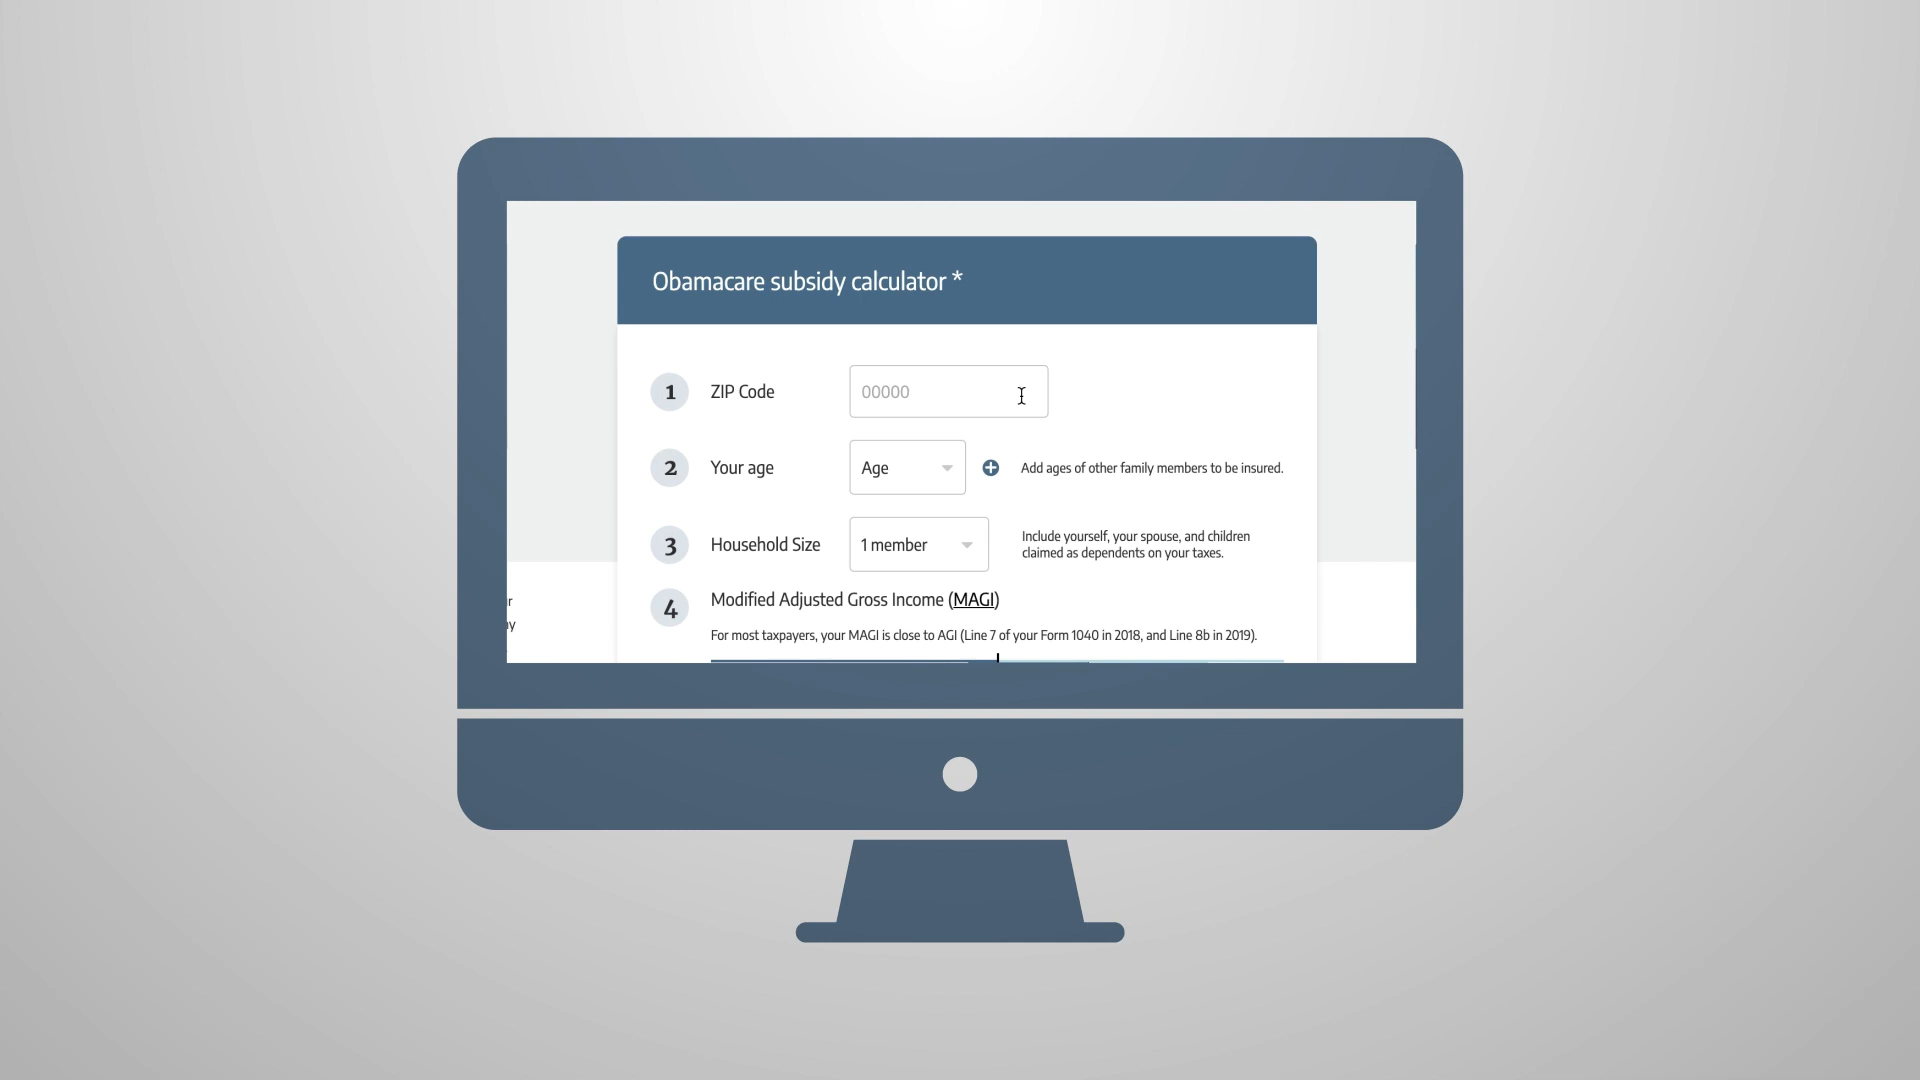 Obamacare subsidy calculator *
1 ZIP Code 00000
2 Your age Age Add ages of other family members to be insured.
3 Household Size 1 member Include yourself, your spouse, and children
claimed as dependents on your taxes.
4 Modified Adjusted Gross Income (MAGI)
For most taxpayers, your MAGI is close to AGI (Line 7 of your Form 1040 in 2018, and Line 8b in 2019).